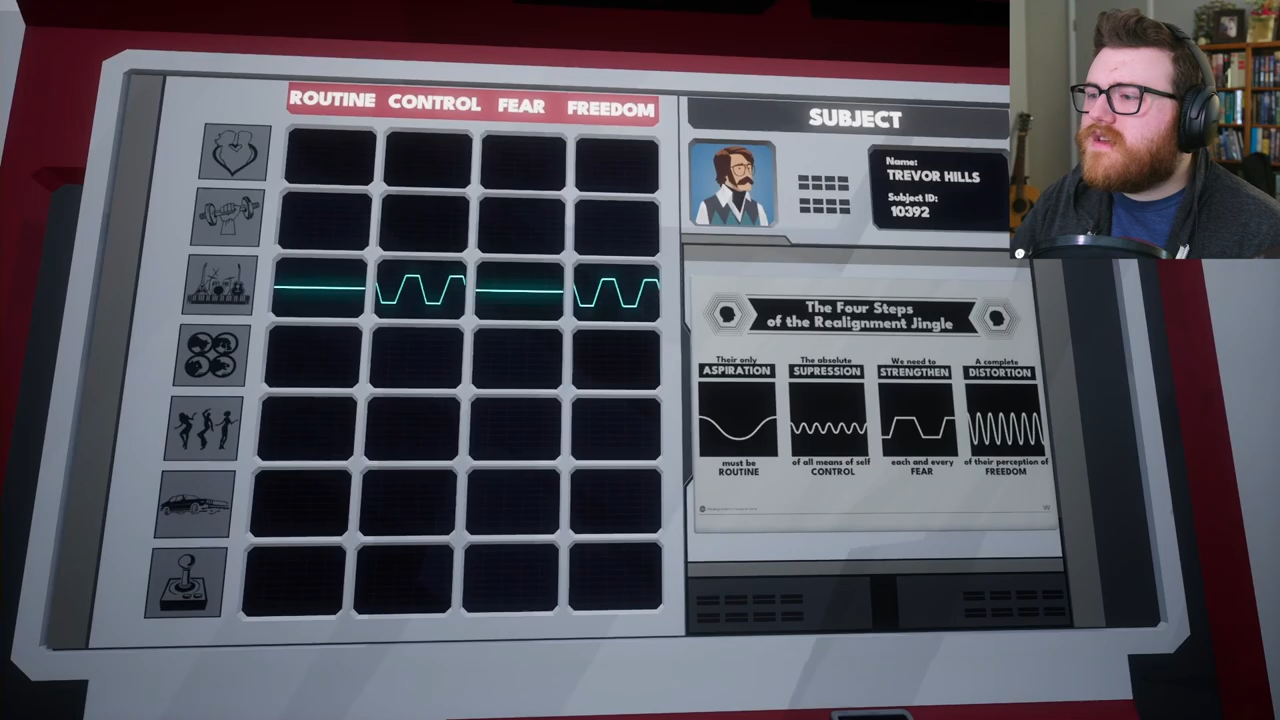 ROUTINE CONTROL FEAR FREEDOM
SUBJECT
Name:
TREVOR HILLS
Subject ID:
10392
The Four Steps
of the Realignment Jingle
Their only
ASPIRATION
must be
ROUTINE
The absolute
SUPRESSION
of all means of self
CONTROL
We need to
STRENGTHEN
each and every
FEAR
A complete
DISTORTION
of their perception of
FREEDOM